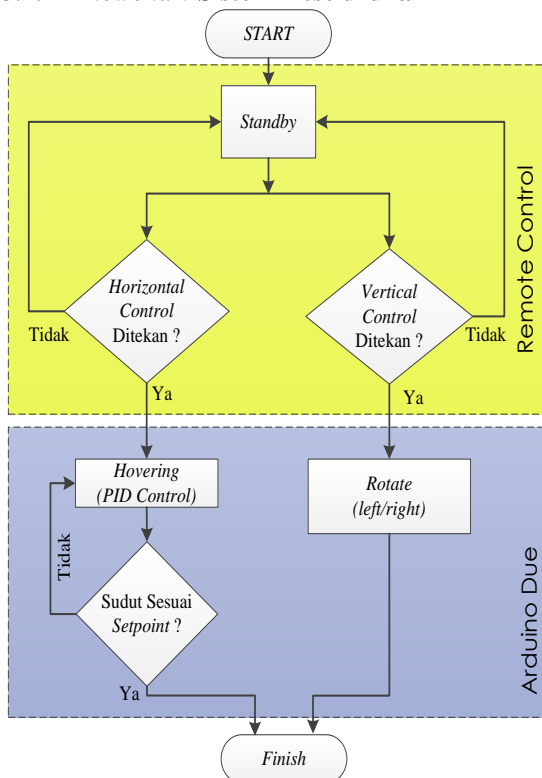 START
Standby
Horizontal
Control
Ditekan ?
Vertical
Control
Ditekan ?
Tidak
Tidak
Ya
Ya
Remote Control
Hovering
(PID Control)
Rotate
(left/right)
Tidak
Sudut Sesuai
Setpoint ?
Ya
Arduino Due
Finish